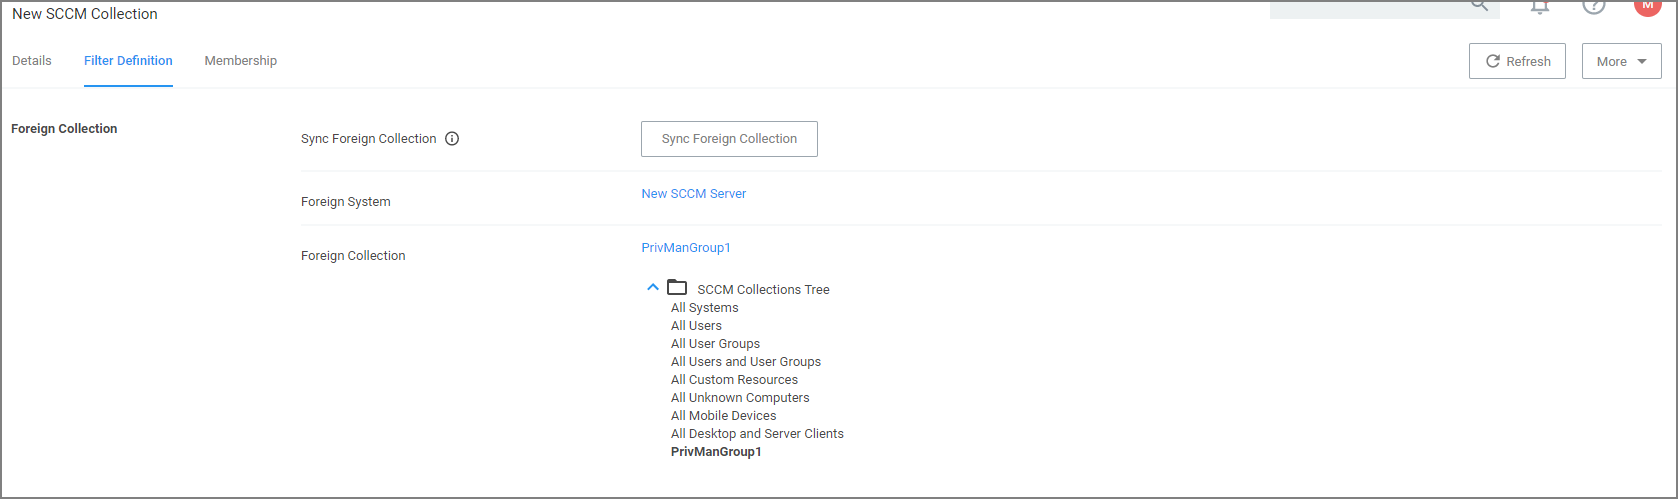 New SCCM Collection
M
Details Filter Definition Membership Refresh More
Foreign Collection
Sync Foreign Collection Sync Foreign Collection
Foreign System New SCCM Server
Foreign Collection PrivManGroup1
SCCM Collections Tree
All Systems
All Users
All User Groups
All Users and User Groups
All Custom Resources
All Unknown Computers
All Mobile Devices
All Desktop and Server Clients
PrivManGroup1